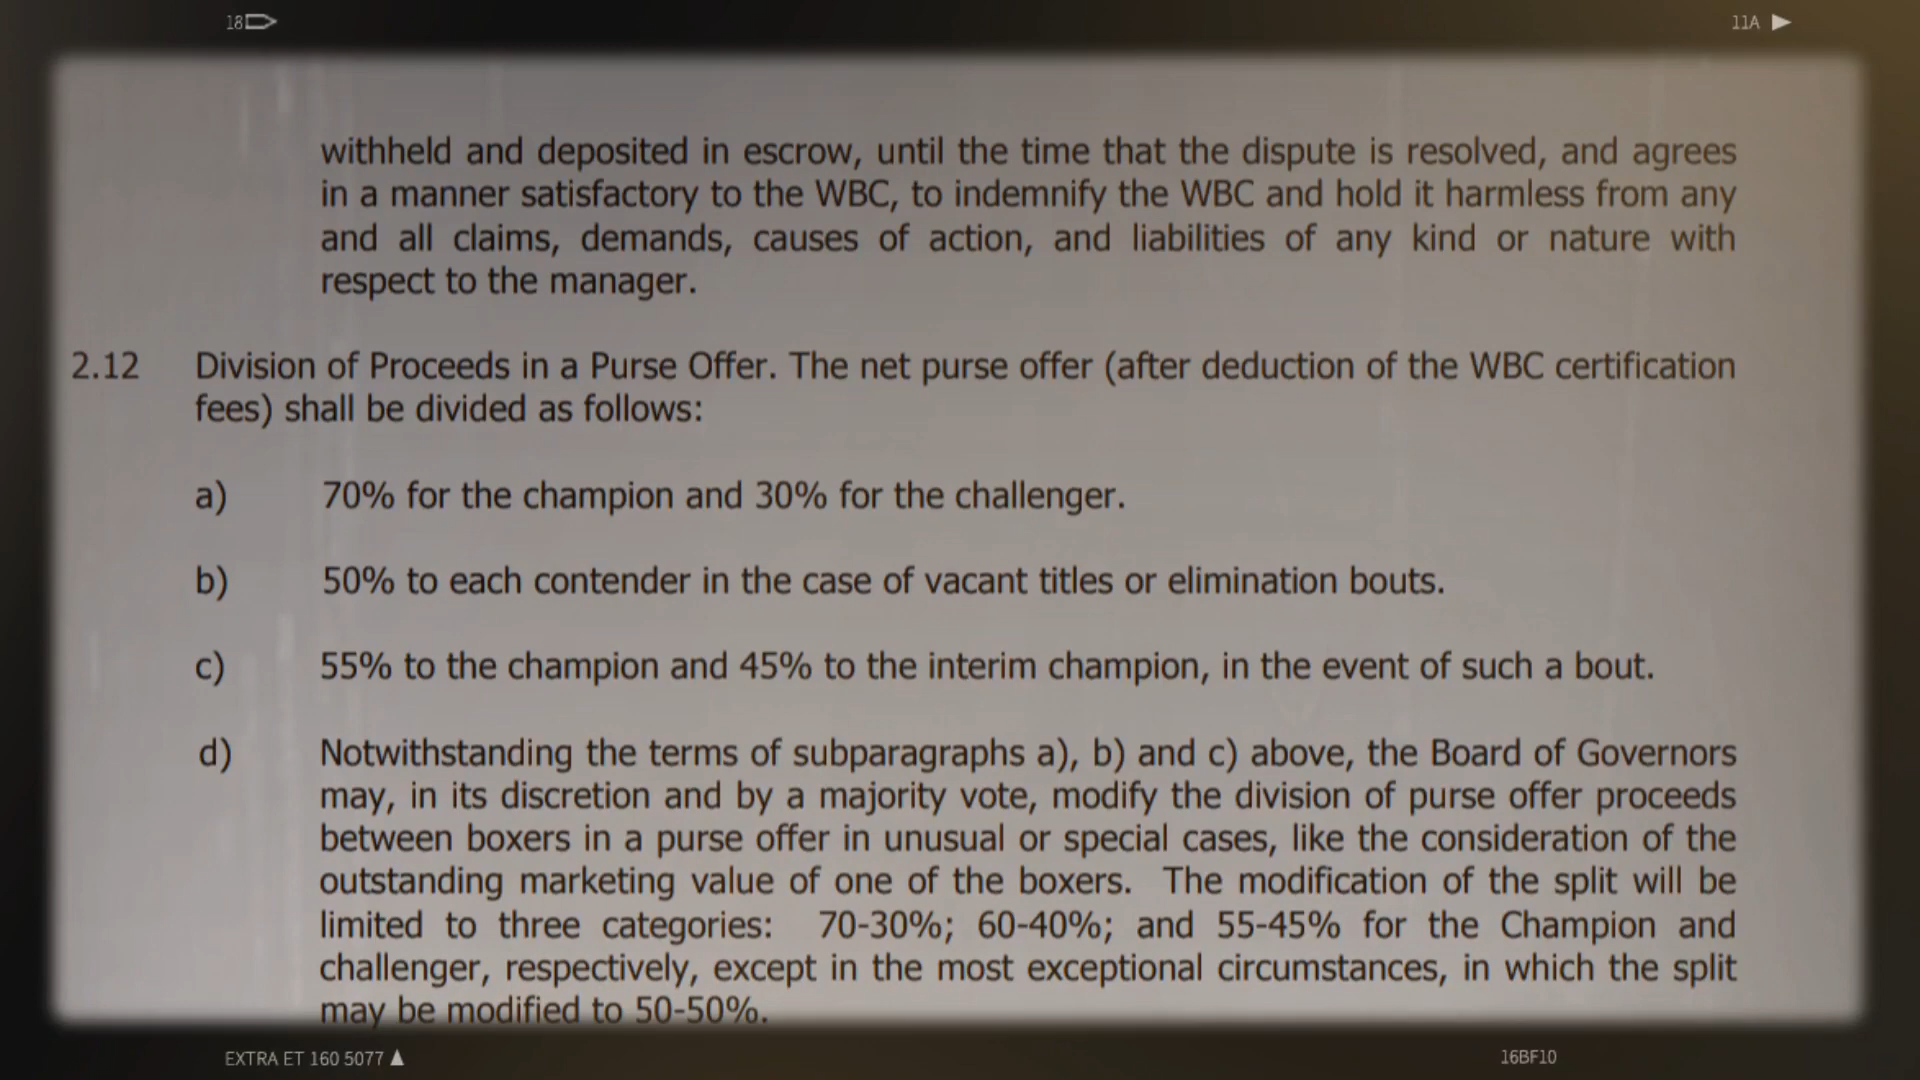 18
11A
withheld and deposited in escrow, until the time that the dispute is resolved, and agrees
in a manner satisfactory to the WBC, to indemnify the WBC and hold it harmless from any
and all claims, demands, causes of action, and liabilities of any kind or nature with
respect to the manager.
2.12 Division of Proceeds in a Purse Offer. The net purse offer (after deduction of the WBC certification
fees) shall be divided as follows:
a) 70% for the champion and 30% for the challenger.
b) 50% to each contender in the case of vacant titles or elimination bouts.
c) 55% to the champion and 45% to the interim champion, in the event of such a bout.
d) Notwithstanding the terms of subparagraphs a), b) and c) above, the Board of Governors
may, in its discretion and by a majority vote, modify the division of purse offer proceeds
between boxers in a purse offer in unusual or special cases, like the consideration of the
outstanding marketing value of one of the boxers. The modification of the split will be
limited to three categories: 70-30%; 60-40%; and 55-45% for the Champion and
challenger, respectively, except in the most exceptional circumstances, in which the split
may be modified to 50-50%.
EXTRA ET 160 5077
16BF10